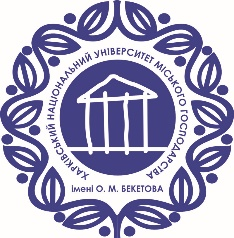 ХАРКІВСЬКИЙ НАЦІОНАЛЬНИЙ УНІВЕРСИТЕТ МІСЬКОГО ГОСПОДАРСТВА
імені О. М. БЕКЕТОВА